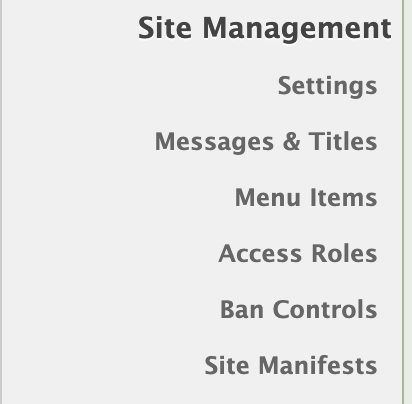 Site Management
Settings
Messages & Titles
Menu Items
Access Roles
Ban Controls
Site Manifests